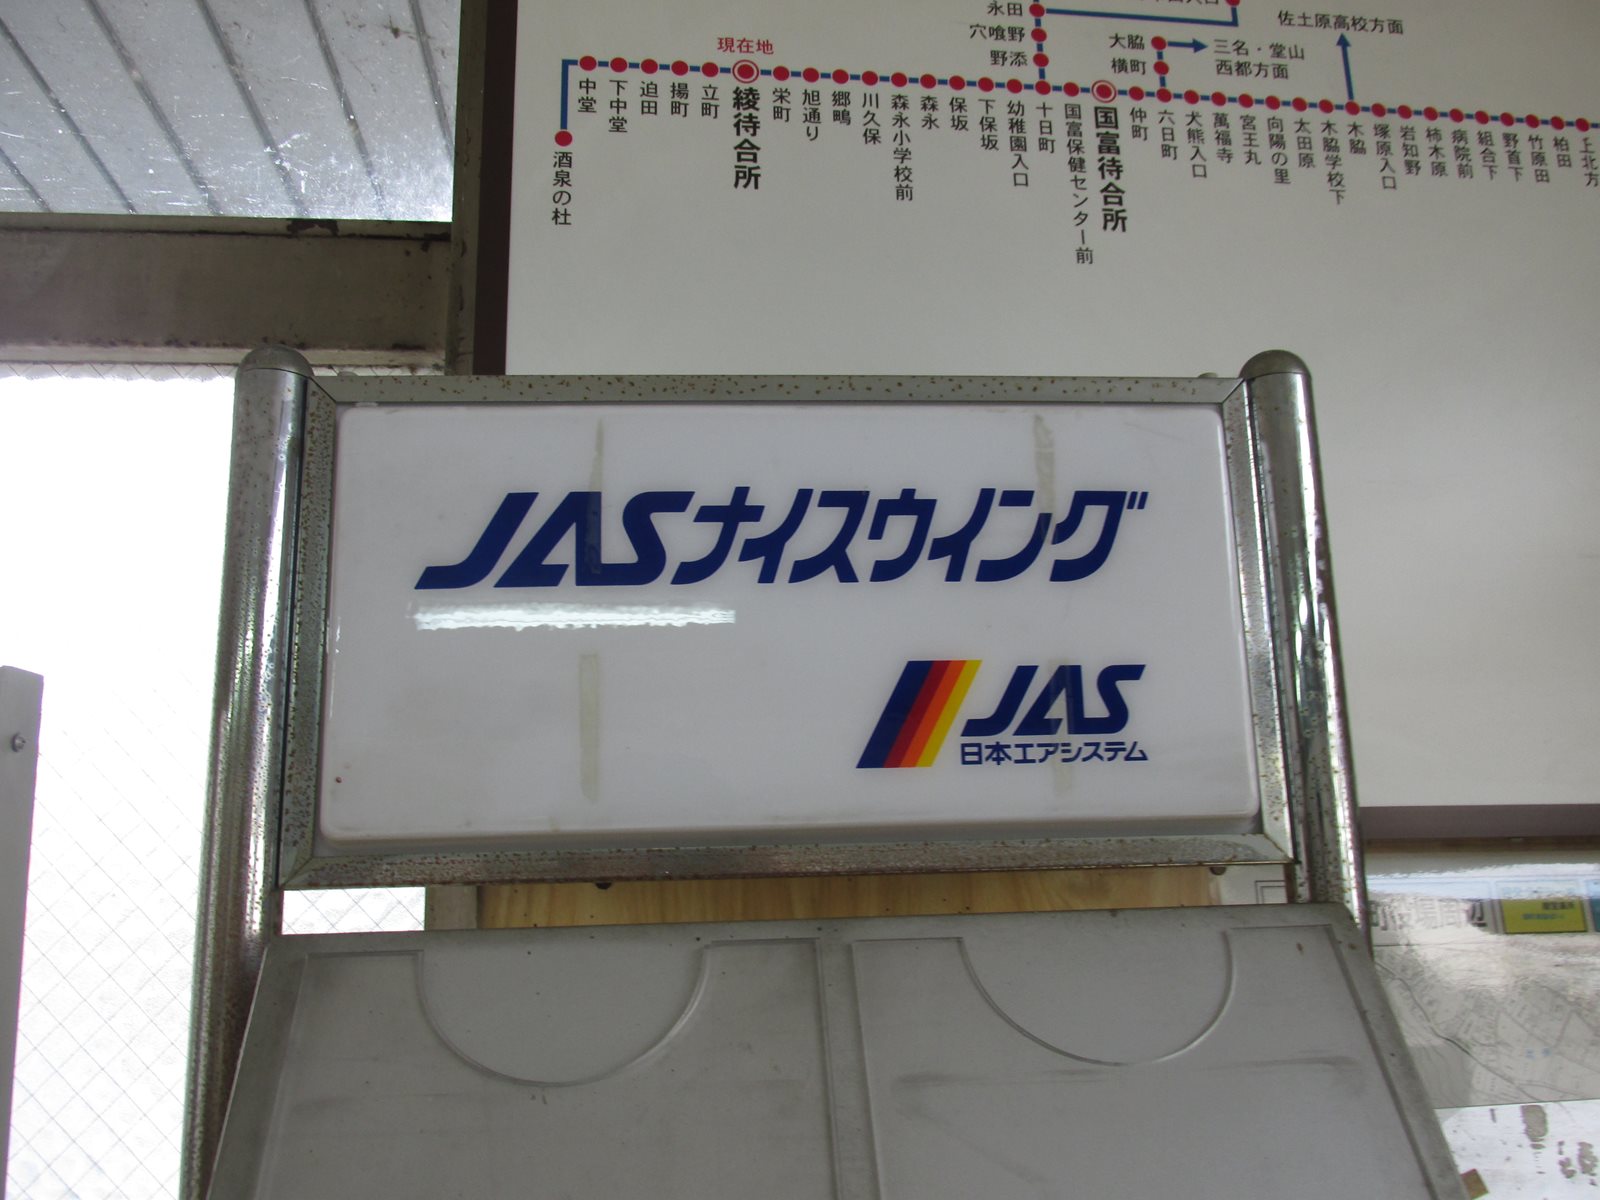 永田
穴喰野
野添
佐土原高校方面
大脇
横町
三名・堂山
西都方面
現在地
酒泉の杜
中堂
下中堂
迫田
揚町
立町
綾待合所
栄町
旭通り
郷鴫
川久保
森永小学校前
森永
保坂
下保坂
幼稚園入口
十日町
国富保健センター前
国富待合所
仲町
六日町
犬熊入口
萬福寺
宮王丸
向陽の里
太田原
木脇学校下
木脇
塚原入口
岩知野
柿木原
病院前
組合下
野首下
竹原田
柏田
上北方
JASナイスウイング
JAS
日本エアシステム